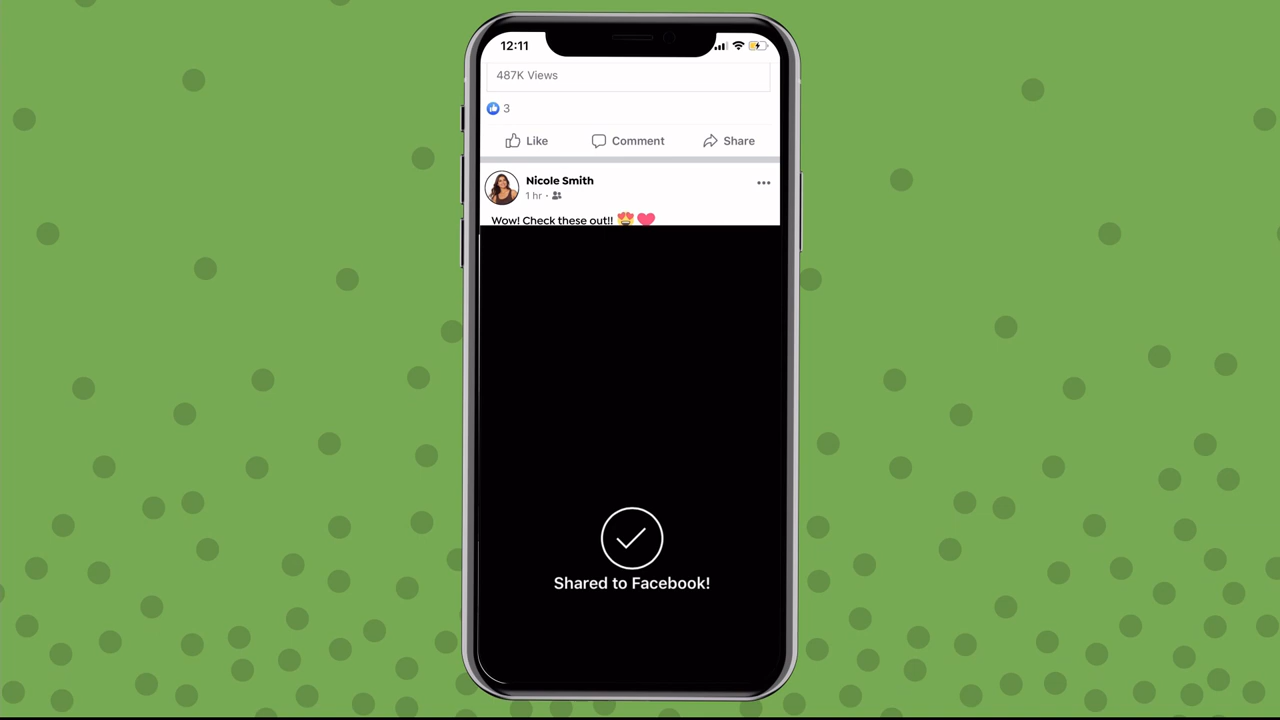 12:11
487K Views
3
Like Comment Share
Nicole Smith
1 hr ·
Wow! Check these out!! 😍❤️
Shared to Facebook!